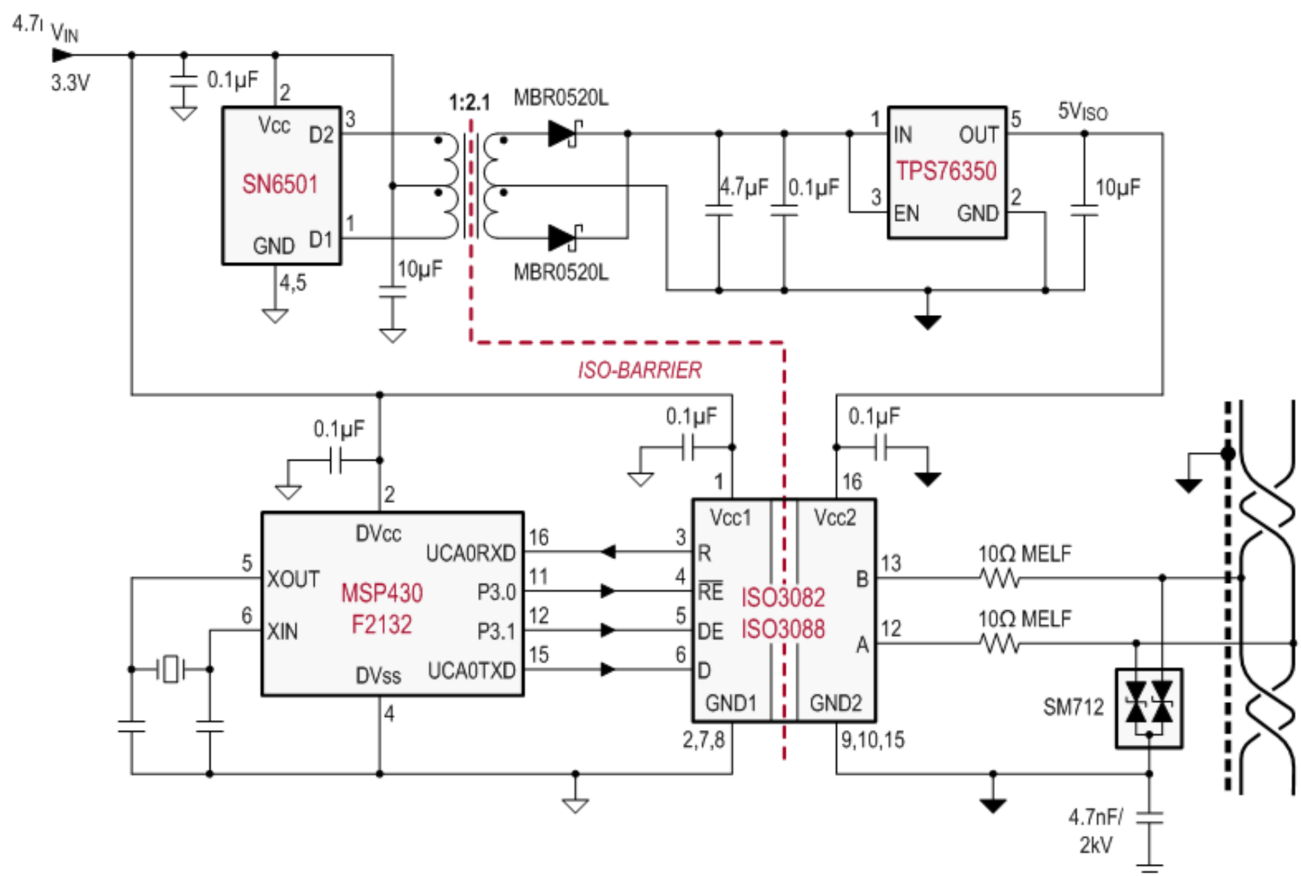 4.7l
VIN
3.3V
0.1µF
2
Vcc
D2
3
SN6501
GND
D1
1
4,5
10µF
1:2.1
MBR0520L
MBR0520L
4.7µF
0.1µF
1
IN
OUT
5
TPS76350
3
EN
GND
2
5VISO
10µF
ISO-BARRIER
0.1µF
2
DVcc
5
XOUT
6
XIN
MSP430
F2132
UCA0RXD
16
P3.0
11
P3.1
12
UCA0TXD
15
DVss
4
0.1µF
1
Vcc1
3
R
4
RE
5
DE
6
D
GND1
2,7,8
ISO3082
ISO3088
0.1µF
16
Vcc2
B
13
A
12
GND2
9,10,15
10Ω MELF
10Ω MELF
SM712
4.7nF/
2kV